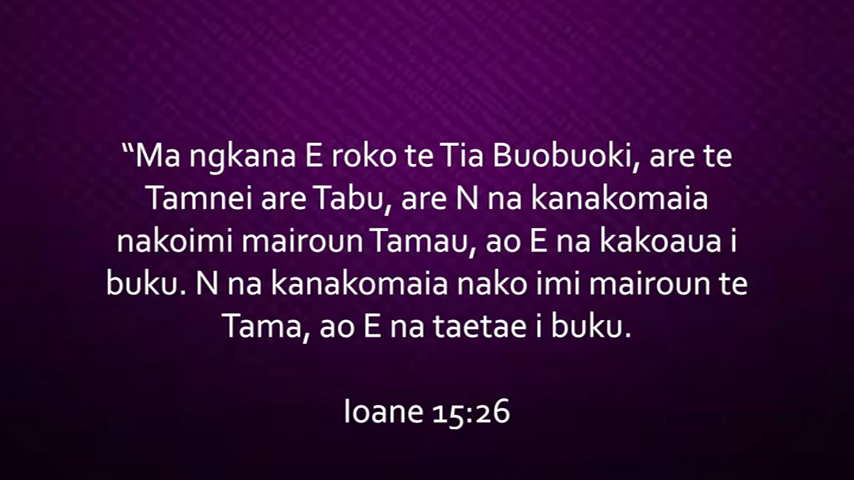 “Ma ngkana E roko te Tia Buobuoki, are te
Tamnei are Tabu, are N na kanakomaia
nakoimi mairoun Tamau, ao E na kakoaua i
buku. N na kanakomaia nako imi mairoun te
Tama, ao E na taetae i buku.
Ioane 15:26